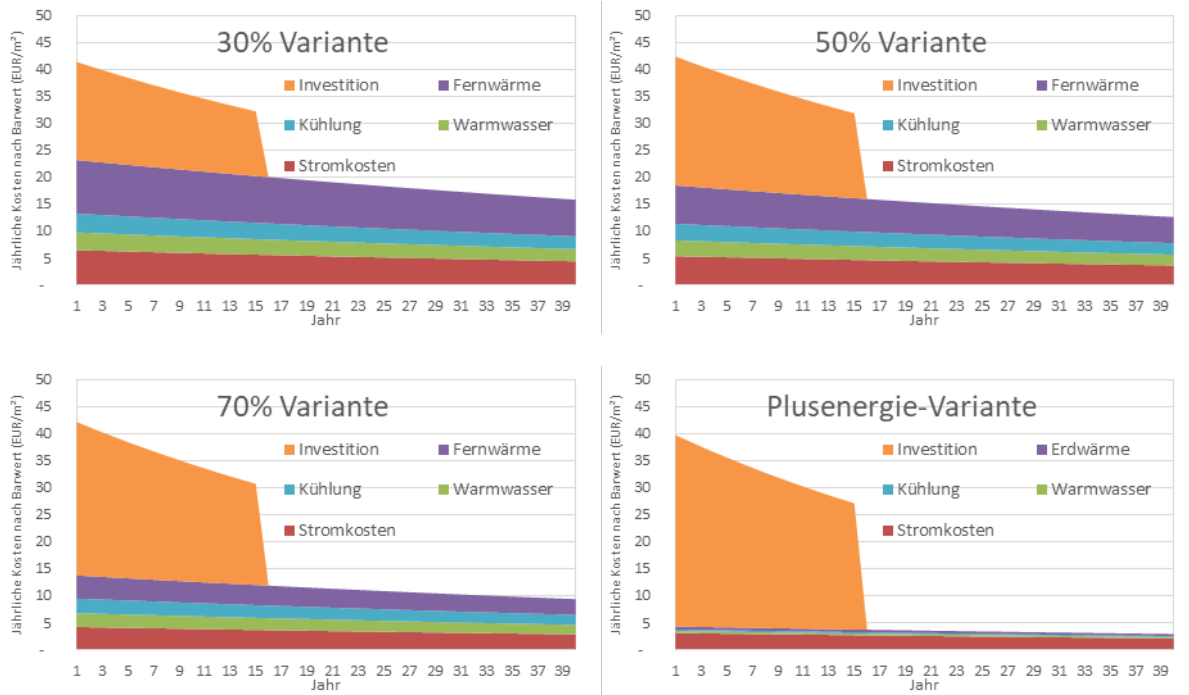 30% Variante
Jährliche Kosten nach Barwert (EUR/m²)
50
45
40
35
30
25
20
15
10
5
-
Investition Fernwärme
Kühlung Warmwasser
Stromkosten
1 3 5 7 9 11 13 15 17 19 21 23 25 27 29 31 33 35 37 39
Jahr
50% Variante
Jährliche Kosten nach Barwert (EUR/m²)
50
45
40
35
30
25
20
15
10
5
-
Investition Fernwärme
Kühlung Warmwasser
Stromkosten
1 3 5 7 9 11 13 15 17 19 21 23 25 27 29 31 33 35 37 39
Jahr
70% Variante
Jährliche Kosten nach Barwert (EUR/m²)
50
45
40
35
30
25
20
15
10
5
-
Investition Fernwärme
Kühlung Warmwasser
Stromkosten
1 3 5 7 9 11 13 15 17 19 21 23 25 27 29 31 33 35 37 39
Jahr
Plusenergie-Variante
Jährliche Kosten nach Barwert (EUR/m²)
50
45
40
35
30
25
20
15
10
5
-
Investition Erdwärme
Kühlung Warmwasser
Stromkosten
1 3 5 7 9 11 13 15 17 19 21 23 25 27 29 31 33 35 37 39
Jahr